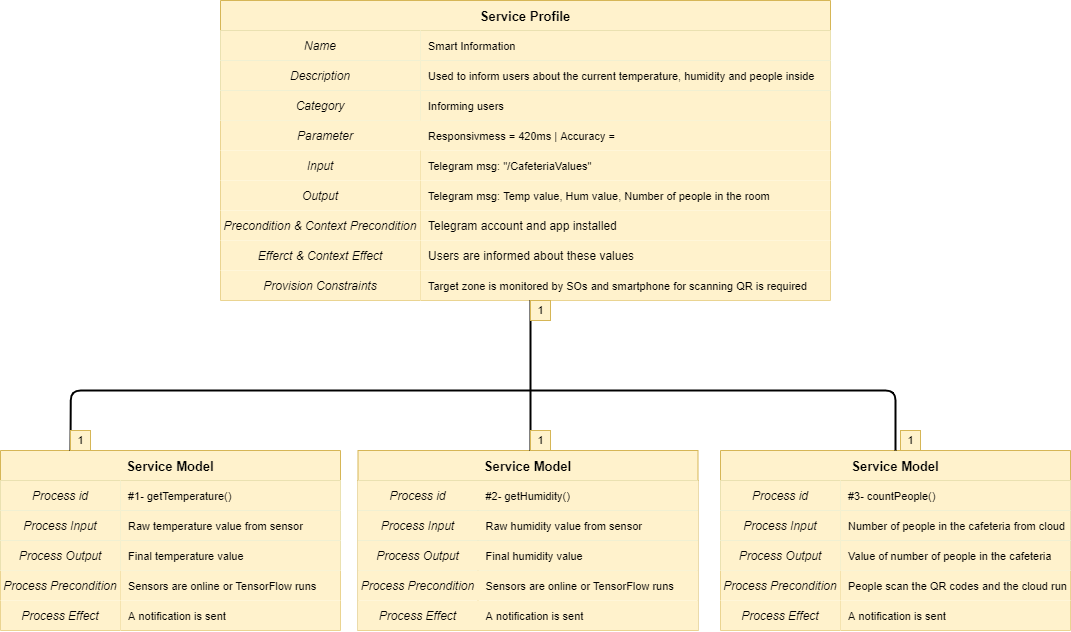 Service Profile
Name Smart Information
Description Used to inform users about the current temperature, humidity and people inside
Category Informing users
Parameter Responsivmess = 420ms | Accuracy =
Input Telegram msg: "/CafeteriaValues"
Output Telegram msg: Temp value, Hum value, Number of people in the room
Precondition & Context Precondition Telegram account and app installed
Efferct & Context Effect Users are informed about these values
Provision Constraints Target zone is monitored by SOs and smartphone for scanning QR is required
1
1
1
1
Service Model
Process id #1- getTemperature()
Process Input Raw temperature value from sensor
Process Output Final temperature value
Process Precondition Sensors are online or TensorFlow runs
Process Effect A notification is sent
Service Model
Process id #2- getHumidity()
Process Input Raw humidity value from sensor
Process Output Final humidity value
Process Precondition Sensors are online or TensorFlow runs
Process Effect A notification is sent
Service Model
Process id #3- countPeople()
Process Input Number of people in the cafeteria from cloud
Process Output Value of number of people in the cafeteria
Process Precondition People scan the QR codes and the cloud run
Process Effect A notification is sent